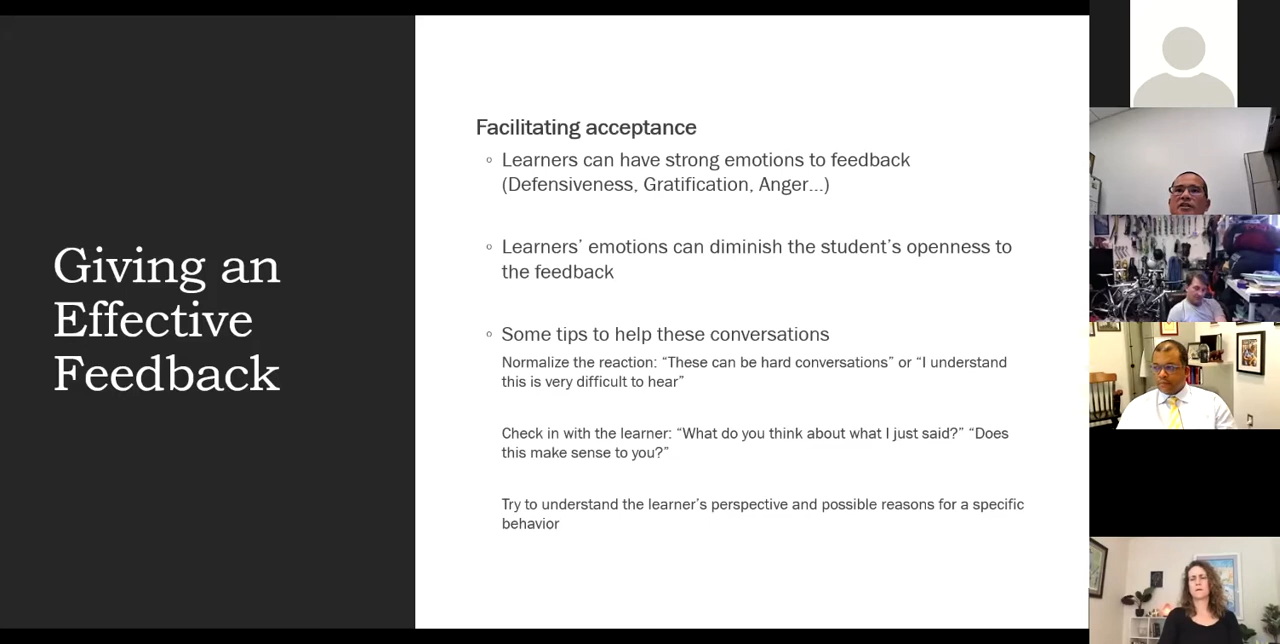 Giving an
Effective
Feedback
Facilitating acceptance
Learners can have strong emotions to feedback
(Defensiveness, Gratification, Anger...)
Learners’ emotions can diminish the student’s openness to
the feedback
Some tips to help these conversations
Normalize the reaction: “These can be hard conversations” or “I understand
this is very difficult to hear”
Check in with the learner: “What do you think about what I just said?” “Does
this make sense to you?”
Try to understand the learner’s perspective and possible reasons for a specific
behavior